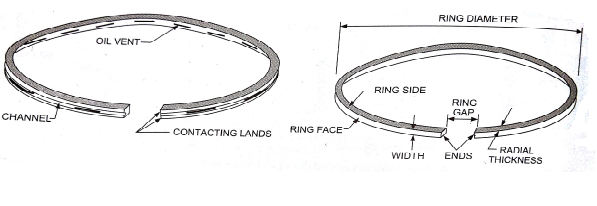 OIL VENT
CHANNEL
CONTACTING LANDS
RING DIAMETER
RING SIDE
RING
GAP
RING FACE
WIDTH
ENDS
RADIAL
THICKNESS